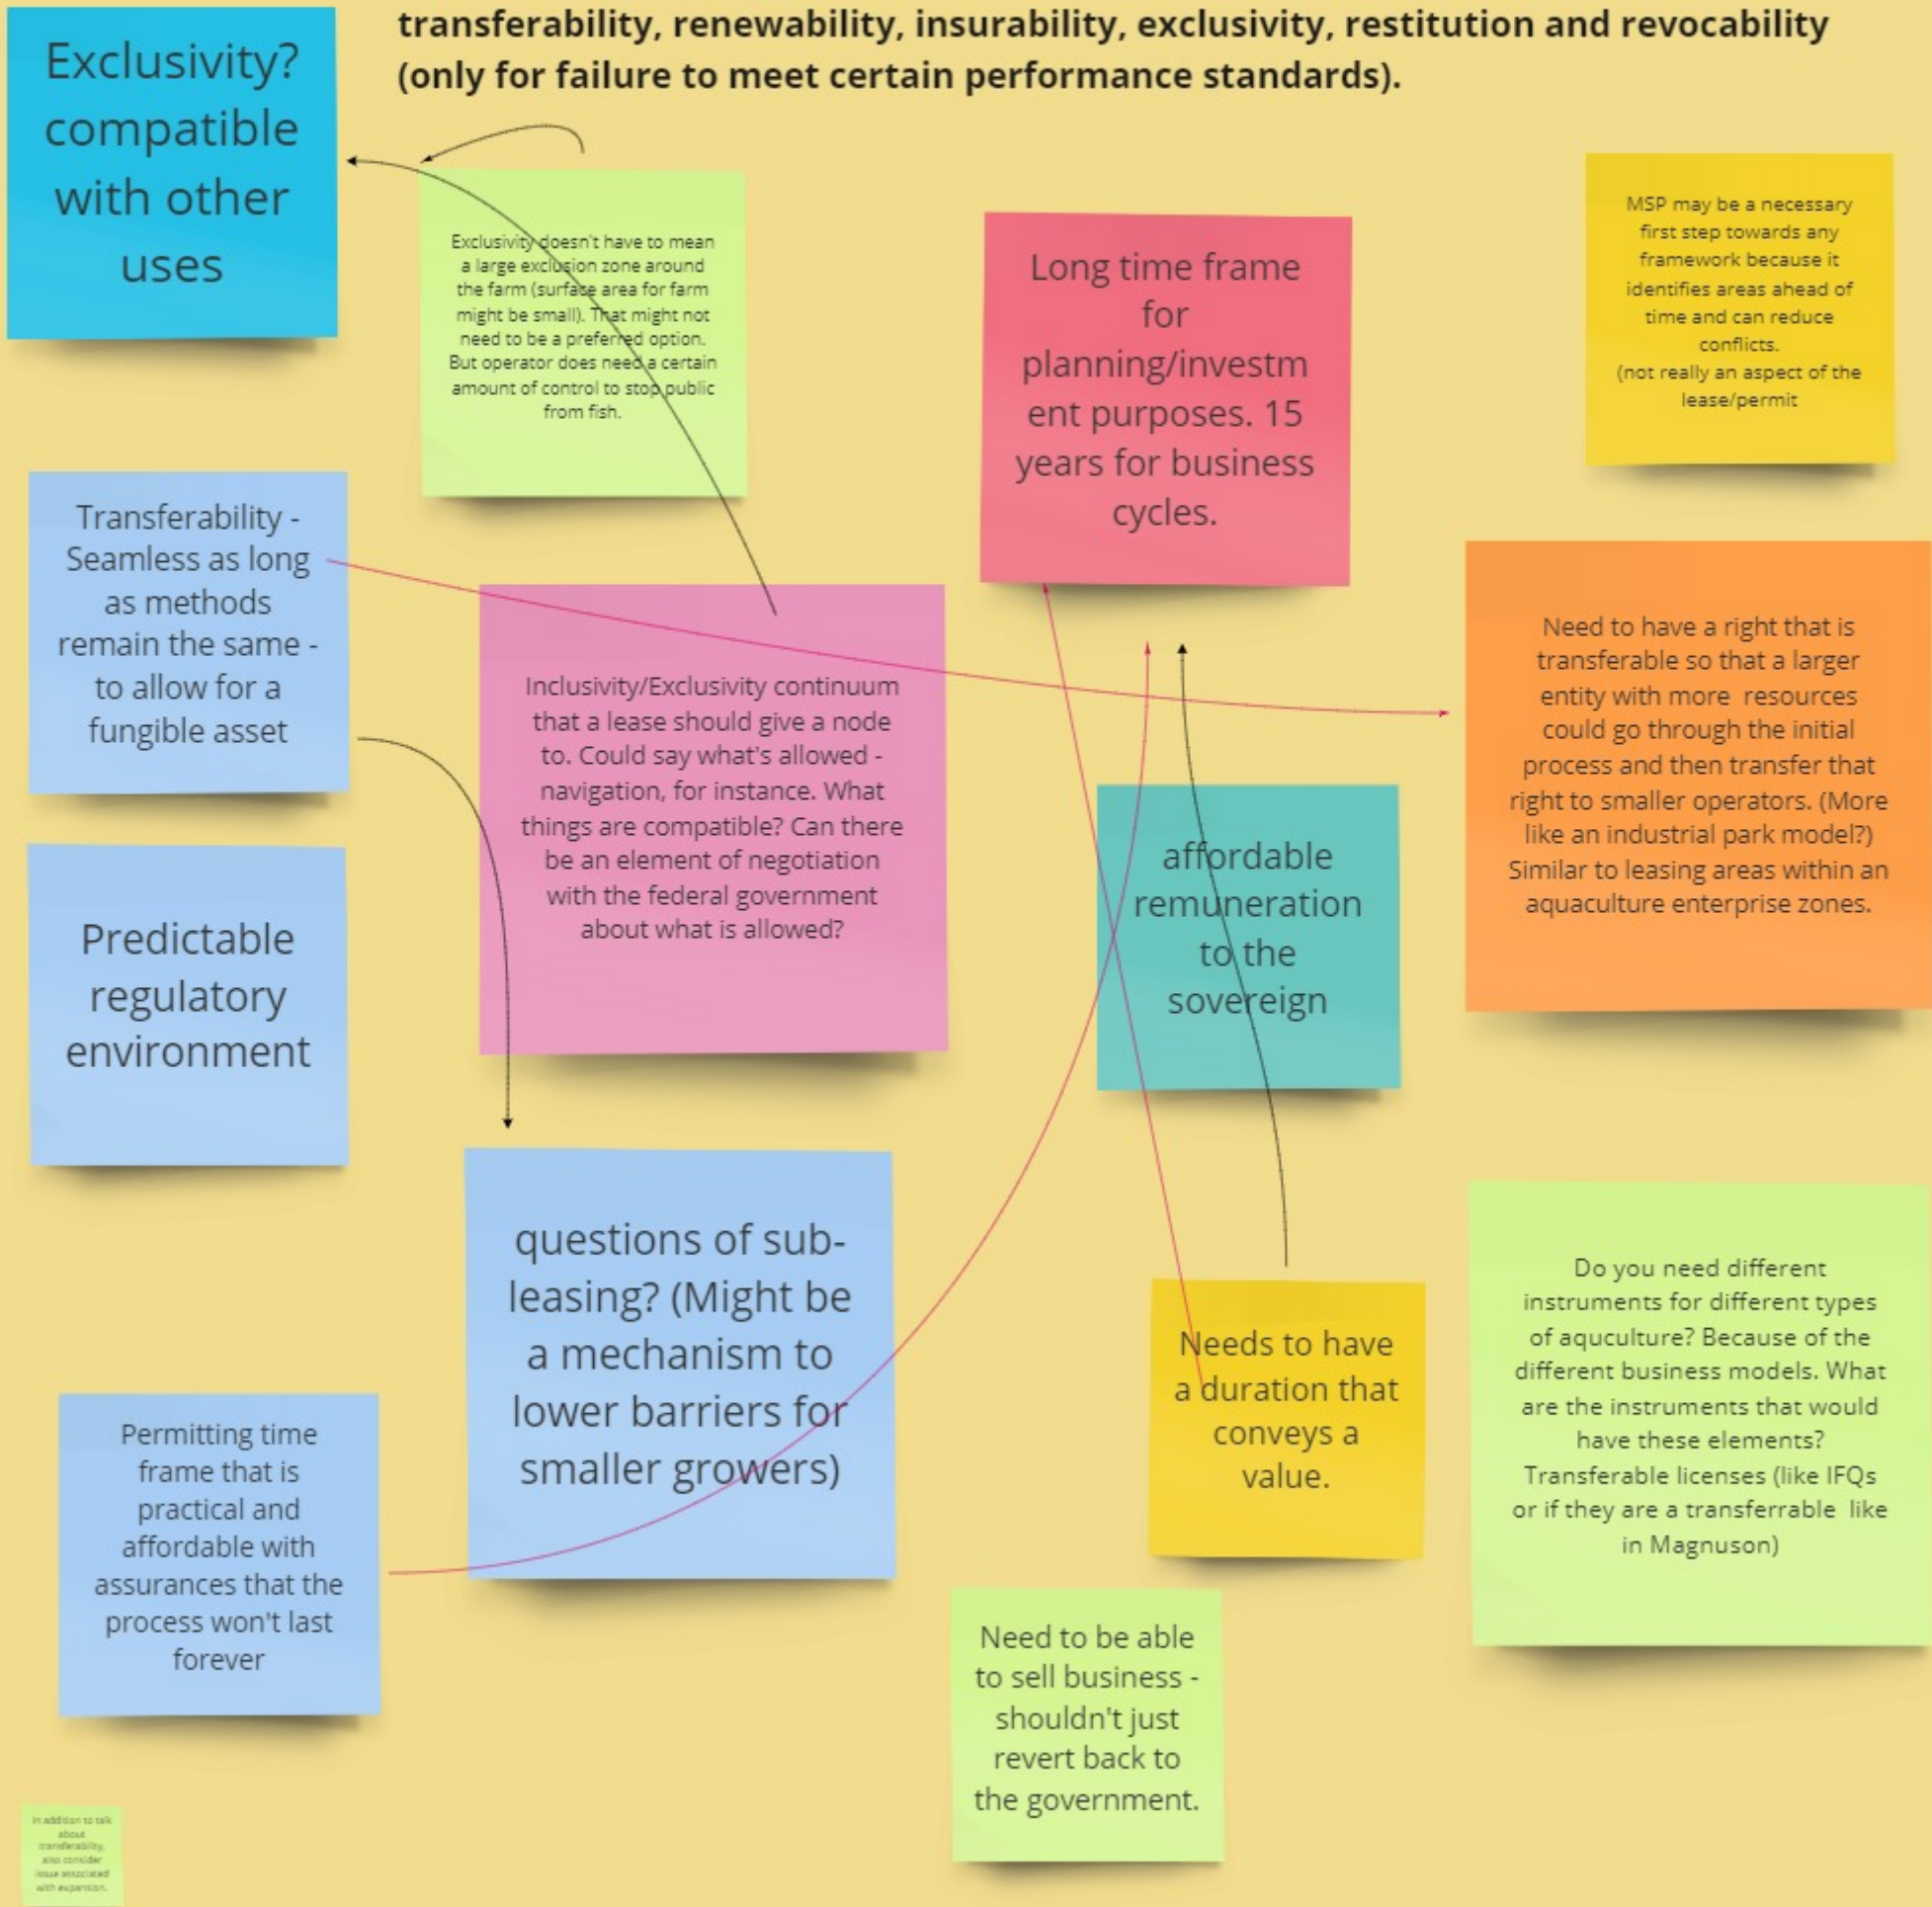 transferability, renewability, insurability, exclusivity, restitution and revocability
(only for failure to meet certain performance standards).
Exclusivity?
compatible
with other
uses
Exclusivity doesn't have to mean
a large exclusion zone around
the farm (surface area for farm
might be small). That might not
need to be a preferred option.
But operator does need a certain
amount of control to stop public
from fish.
Long time frame
for
planning/investm
ent purposes. 15
years for business
cycles.
MSP may be a necessary
first step towards any
framework because it
identifies areas ahead of
time and can reduce
conflicts.
(not really an aspect of the
lease/permit
Transferability -
Seamless as long
as methods
remain the same -
to allow for a
fungible asset
Inclusivity/Exclusivity continuum
that a lease should give a node
to. Could say what's allowed -
navigation, for instance. What
things are compatible? Can there
be an element of negotiation
with the federal government
about what is allowed?
Need to have a right that is
transferable so that a larger
entity with more resources
could go through the initial
process and then transfer that
right to smaller operators. (More
like an industrial park model?)
Similar to leasing areas within an
aquaculture enterprise zones.
affordable
remuneration
to the
sovereign
Predictable
regulatory
environment
questions of sub-
leasing? (Might be
a mechanism to
lower barriers for
smaller growers)
Needs to have
a duration that
conveys a
value.
Do you need different
instruments for different types
of aquculture? Because of the
different business models. What
are the instruments that would
have these elements?
Transferable licenses (like IFQs
or if they are a transferrable like
in Magnuson)
Permitting time
frame that is
practical and
affordable with
assurances that the
process won't last
forever
Need to be able
to sell business -
shouldn't just
revert back to
the government.
In addition to talk
about
transferability,
also consider
issue associated
with expansion.